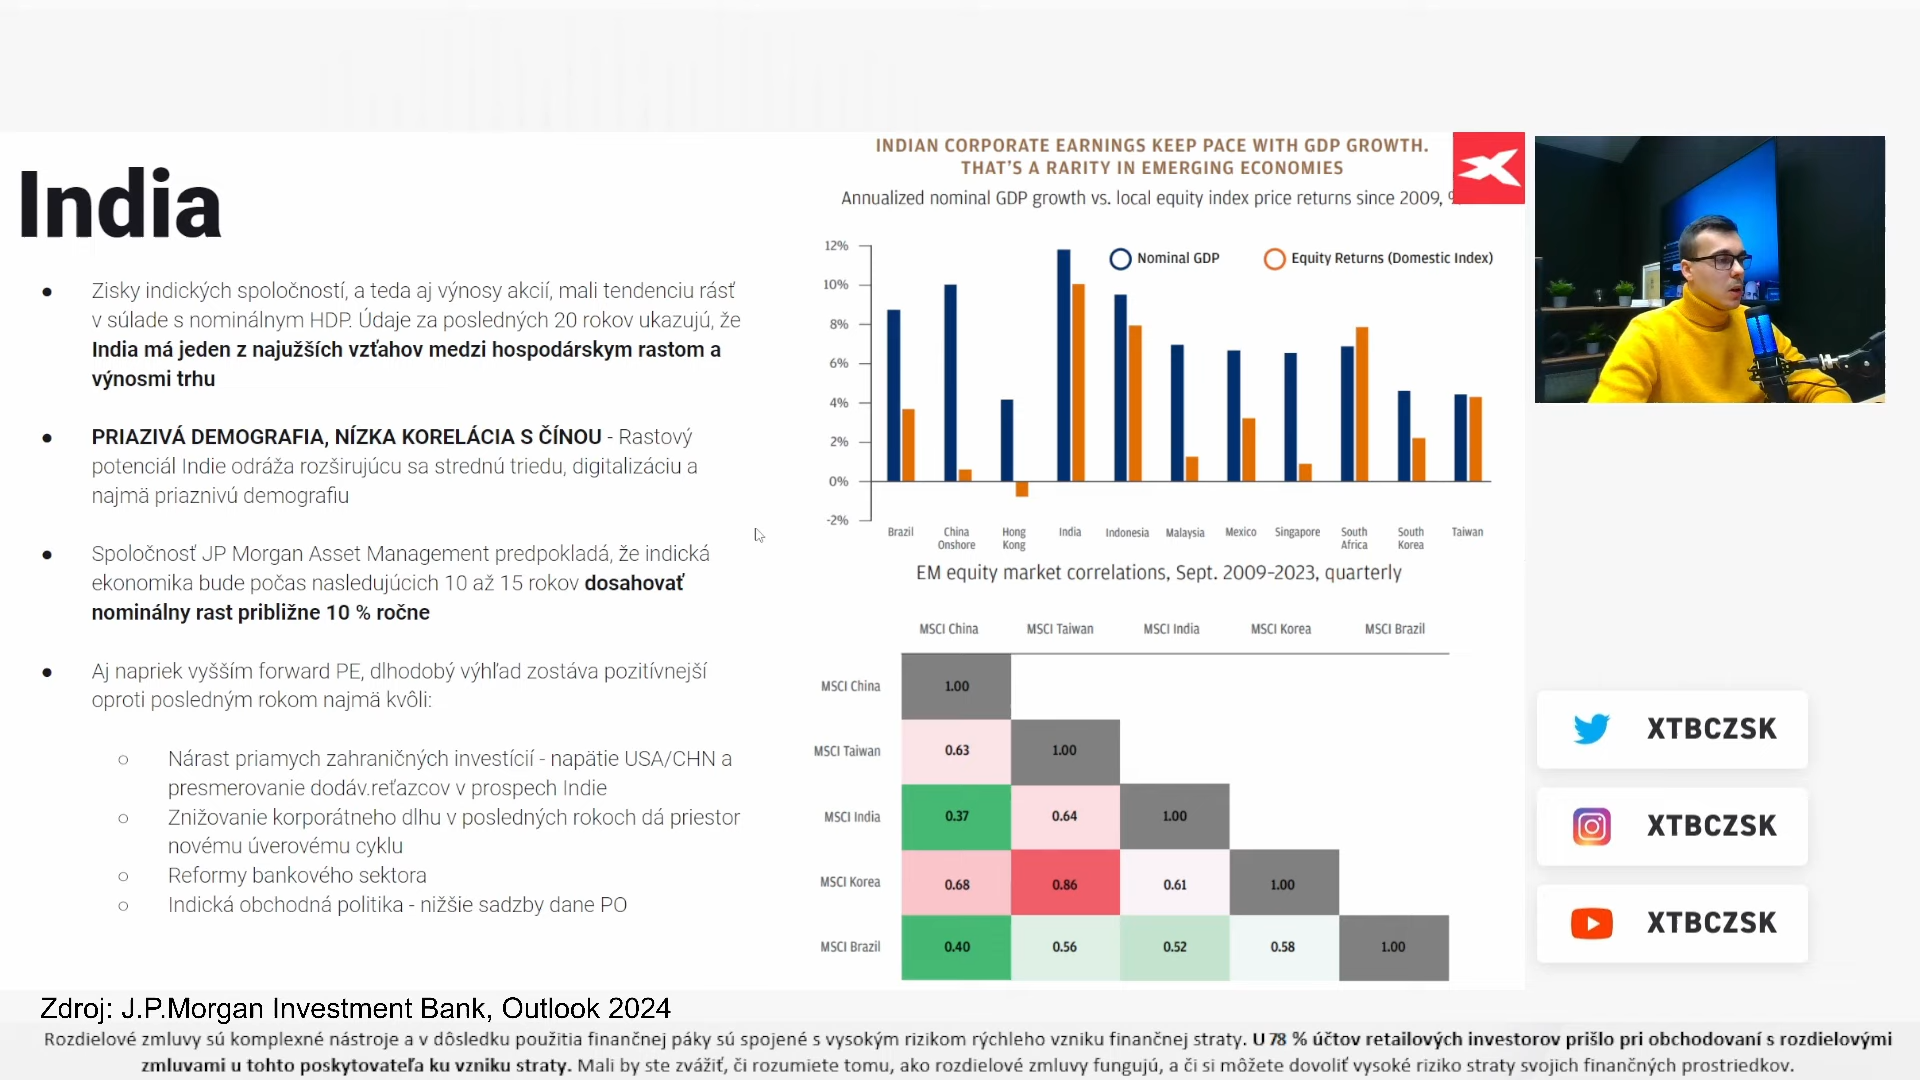 India
● Zisky indických spoločností, a teda aj výnosy akcií, mali tendenciu rásť
v súlade s nominálnym HDP. Údaje za posledných 20 rokov ukazujú, že
India má jeden z najužších vzťahov medzi hospodárskym rastom a
výnosmi trhu
● PRIAZIVÁ DEMOGRAFIA, NÍZKA KORELÁCIA S ČÍNOU - Rastový
potenciál Indie odráža rozširujúcu sa strednú triedu, digitalizáciu a
najmä priaznivú demografiu
● Spoločnosť JP Morgan Asset Management predpokladá, že indická
ekonomika bude počas nasledujúcich 10 až 15 rokov dosahovať
nominálny rast približne 10 % ročne
● Aj napriek vyšším forward PE, dlhodobý výhľad zostáva pozitívnejší
oproti posledným rokom najmä kvôli:
○ Nárast priamych zahraničných investícií - napätie USA/CHN a
presmerovanie dodáv.reťazcov v prospech Indie
○ Znižovanie korporátneho dlhu v posledných rokoch dá priestor
novému úverovému cyklu
○ Reformy bankového sektora
○ Indická obchodná politika - nižšie sadzby dane PO
INDIAN CORPORATE EARNINGS KEEP PACE WITH GDP GROWTH.
THAT'S A RARITY IN EMERGING ECONOMIES
Annualized nominal GDP growth vs. local equity index price returns since 2009,
Nominal GDP Equity Returns (Domestic Index)
12%
10%
8%
6%
4%
2%
0%
-2%
Brazil China Onshore Hong Kong India Indonesia Malaysia Mexico Singapore South Africa South Korea Taiwan
EM equity market correlations, Sept. 2009–2023, quarterly
MSCI China MSCI Taiwan MSCI India MSCI Korea MSCI Brazil
MSCI China 1.00
MSCI Taiwan 0.63 1.00
MSCI India 0.37 0.64 1.00
MSCI Korea 0.68 0.86 0.61 1.00
MSCI Brazil 0.40 0.56 0.52 0.58 1.00
XTBCZSK
XTBCZSK
XTBCZSK
Zdroj: J.P.Morgan Investment Bank, Outlook 2024
Rozdielové zmluvy sú komplexné nástroje a v dôsledku použitia finančnej páky sú spojené s vysokým rizikom rýchleho vzniku finančnej straty. U 78 % účtov retailových investorov prišlo pri obchodovaní s rozdielovými
zmluvami u tohto poskytovateľa ku vzniku straty. Mali by ste zvážiť, či rozumiete tomu, ako rozdielové zmluvy fungujú, a či si môžete dovoliť vysoké riziko straty svojich finančných prostriedkov.